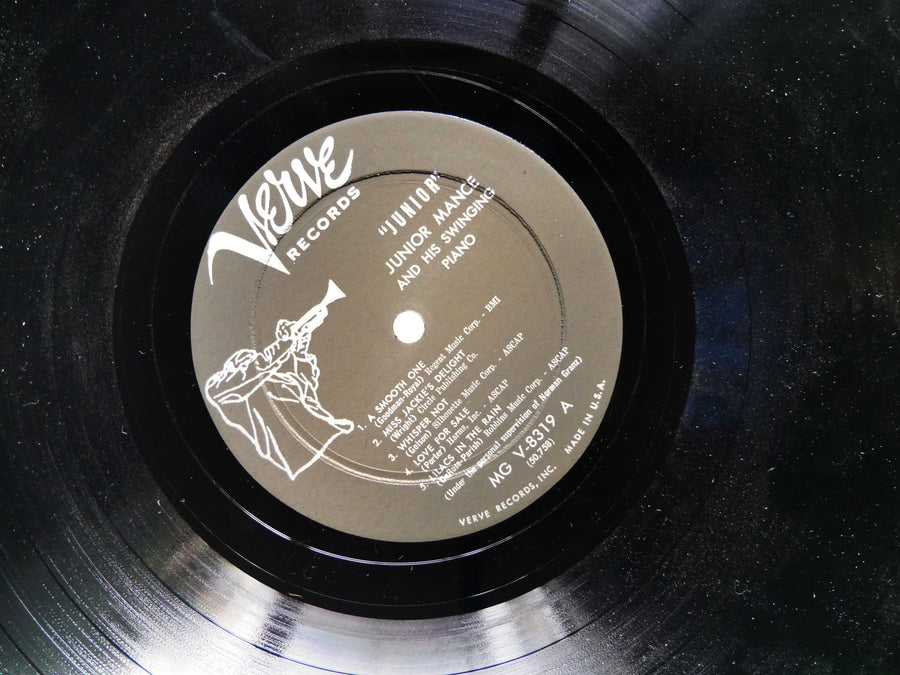 Verve
RECORDS
"JUNIOR"
JUNIOR MANCE
AND HIS SWINGING
PIANO
1. A SMOOTH ONE
(Goodman-Royal) Regent Music Corp. - BMI
2. MISS JACKIE'S DELIGHT
(Wright) Circle Publishing Co.
3. WHISPER NOT
(Golson) Silhouette Music Corp. - ASCAP
4. LOVE FOR SALE
(Porter) Harms, Inc. - ASCAP
5. LILACS IN THE RAIN
(DeRose-Parish) Robbins Music Corp. - ASCAP
(Under the personal supervision of Norman Granz)
MG V-8319 A
(50,758)
VERVE RECORDS, INC. MADE IN U.S.A.